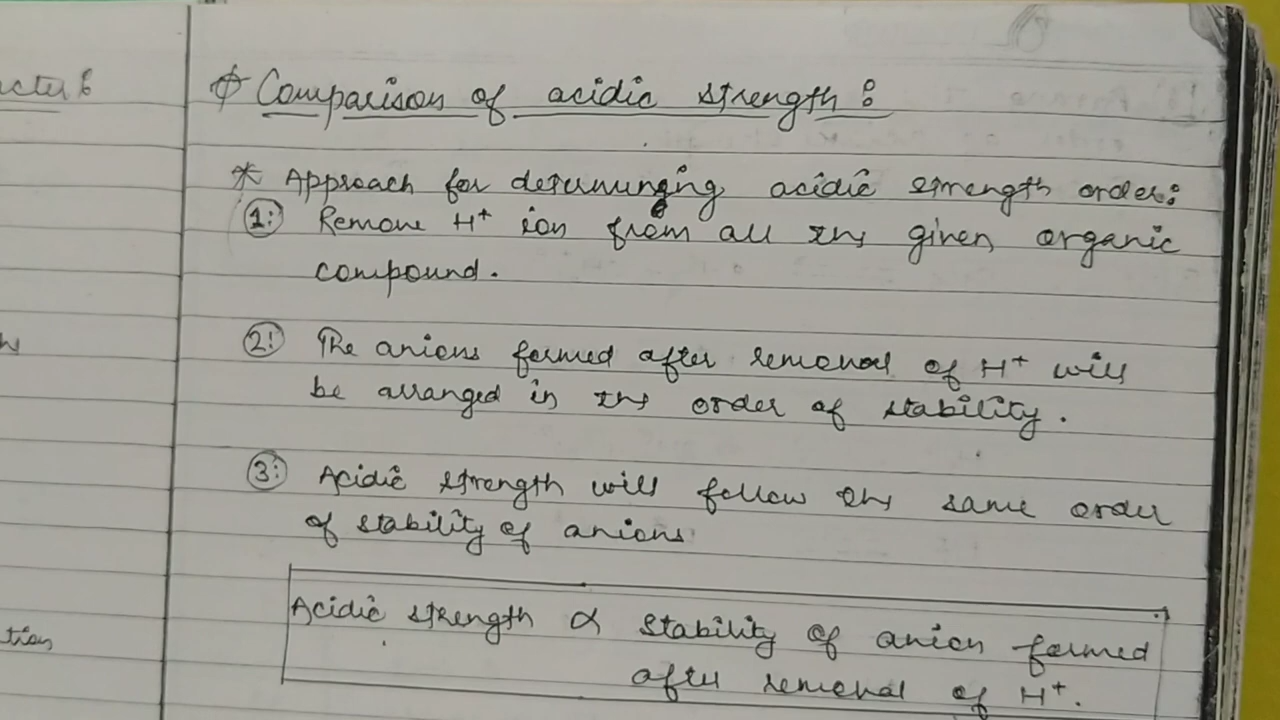 Comparison of acidic strength :
* Approach for determinging acidic strength order:
1: Remove H⁺ ion from all the given organic
compound.
2: The anions formed after removal of H⁺ will
be arranged in the order of stability.
3: Acidic strength will follow the same order
of stability of anions
Acidic strength ∝ stability of anion formed
after removal of H⁺.
tion